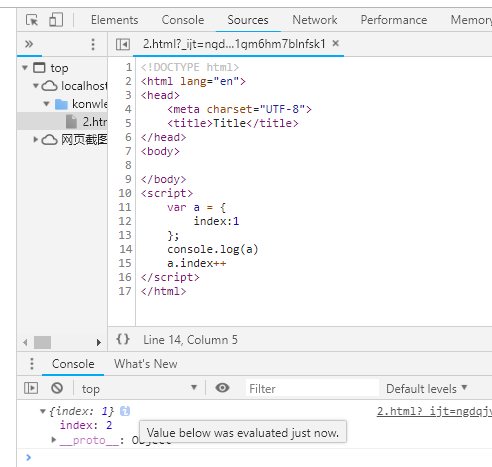 Elements Console Sources Network Performance Memory
» 2.html?_ijt=nqd…1qm6hm7blnfsk1 ×
top
localhost
konwle
2.htm
网页截图
1 <!DOCTYPE html>
2 <html lang="en">
3 <head>
4 <meta charset="UTF-8">
5 <title>Title</title>
6 </head>
7 <body>
8
9 </body>
10 <script>
11 var a = {
12 index:1
13 };
14 console.log(a)
15 a.index++
16 </script>
17 </html>
{} Line 14, Column 5
Console What's New
top Filter Default levels
{index: 1} i 2.html?_ijt=nqdqjv
index: 2
Value below was evaluated just now.
__proto__: Object